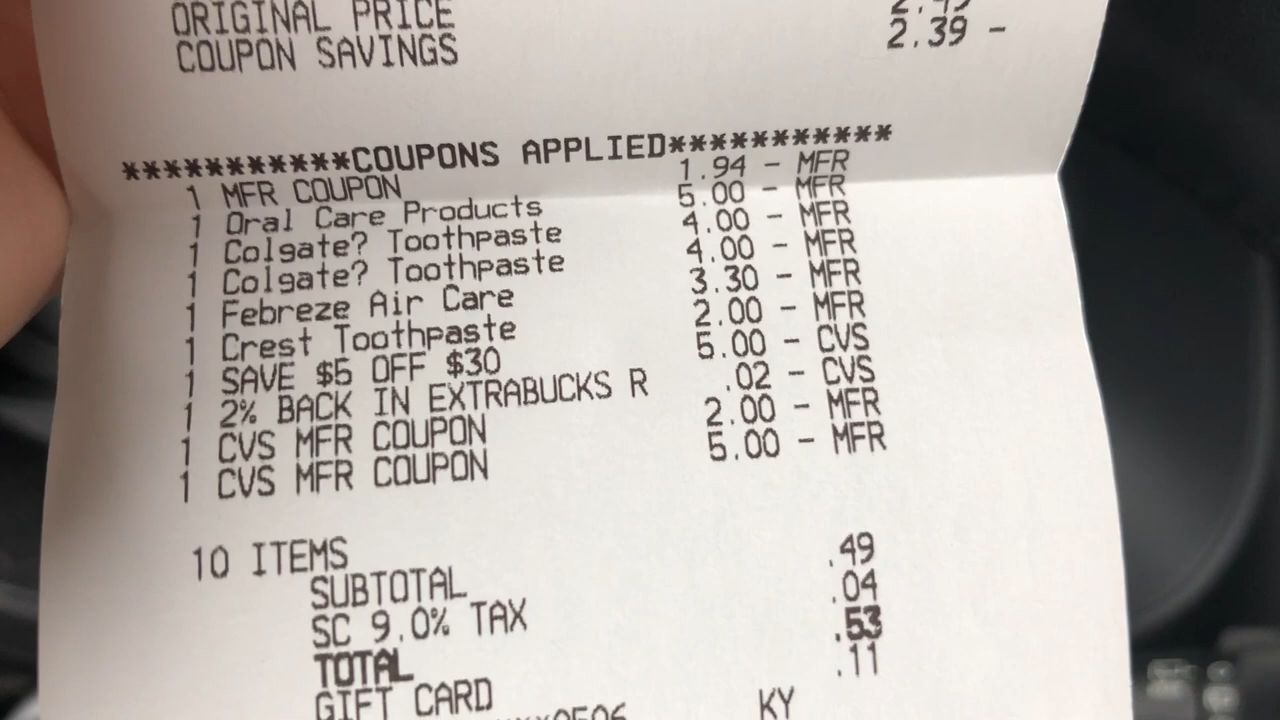 ORIGINAL PRICE 2.49
COUPON SAVINGS 2.39 -
***********COUPONS APPLIED***********
1 MFR COUPON 1.94 - MFR
1 Oral Care Products 5.00 - MFR
1 Colgate? Toothpaste 4.00 - MFR
1 Colgate? Toothpaste 4.00 - MFR
1 Febreze Air Care 3.30 - MFR
1 Crest Toothpaste 2.00 - MFR
1 SAVE $5 OFF $30 5.00 - CVS
1 2% BACK IN EXTRABUCKS R .02 - CVS
1 CVS MFR COUPON 2.00 - MFR
1 CVS MFR COUPON 5.00 - MFR
10 ITEMS
SUBTOTAL .49
SC 9.0% TAX .04
TOTAL .53
GIFT CARD .11
KY